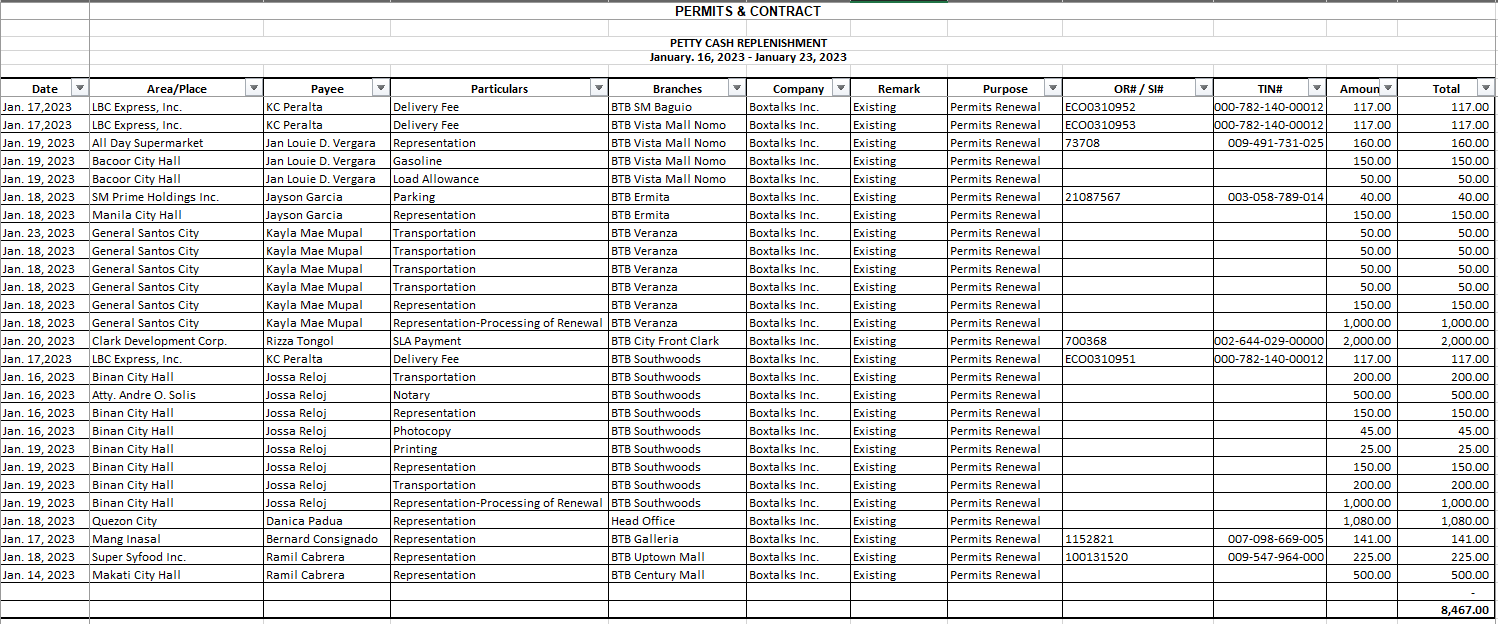 PERMITS & CONTRACT
PETTY CASH REPLENISHMENT
January. 16, 2023 - January 23, 2023
Date Area/Place Payee Particulars Branches Company Remark Purpose OR# / SI# TIN# Amoun Total
Jan. 17,2023 LBC Express, Inc. KC Peralta Delivery Fee BTB SM Baguio Boxtalks Inc. Existing Permits Renewal ECO0310952 000-782-140-00012 117.00 117.00
Jan. 17,2023 LBC Express, Inc. KC Peralta Delivery Fee BTB Vista Mall Nomo Boxtalks Inc. Existing Permits Renewal ECO0310953 000-782-140-00012 117.00 117.00
Jan. 19, 2023 All Day Supermarket Jan Louie D. Vergara Representation BTB Vista Mall Nomo Boxtalks Inc. Existing Permits Renewal 73708 009-491-731-025 160.00 160.00
Jan. 19, 2023 Bacoor City Hall Jan Louie D. Vergara Gasoline BTB Vista Mall Nomo Boxtalks Inc. Existing Permits Renewal 150.00 150.00
Jan. 19, 2023 Bacoor City Hall Jan Louie D. Vergara Load Allowance BTB Vista Mall Nomo Boxtalks Inc. Existing Permits Renewal 50.00 50.00
Jan. 18, 2023 SM Prime Holdings Inc. Jayson Garcia Parking BTB Ermita Boxtalks Inc. Existing Permits Renewal 21087567 003-058-789-014 40.00 40.00
Jan. 18, 2023 Manila City Hall Jayson Garcia Representation BTB Ermita Boxtalks Inc. Existing Permits Renewal 150.00 150.00
Jan. 23, 2023 General Santos City Kayla Mae Mupal Transportation BTB Veranza Boxtalks Inc. Existing Permits Renewal 50.00 50.00
Jan. 18, 2023 General Santos City Kayla Mae Mupal Transportation BTB Veranza Boxtalks Inc. Existing Permits Renewal 50.00 50.00
Jan. 18, 2023 General Santos City Kayla Mae Mupal Transportation BTB Veranza Boxtalks Inc. Existing Permits Renewal 50.00 50.00
Jan. 18, 2023 General Santos City Kayla Mae Mupal Transportation BTB Veranza Boxtalks Inc. Existing Permits Renewal 50.00 50.00
Jan. 18, 2023 General Santos City Kayla Mae Mupal Representation BTB Veranza Boxtalks Inc. Existing Permits Renewal 150.00 150.00
Jan. 18, 2023 General Santos City Kayla Mae Mupal Representation-Processing of Renewal BTB Veranza Boxtalks Inc. Existing Permits Renewal 1,000.00 1,000.00
Jan. 20, 2023 Clark Development Corp. Rizza Tongol SLA Payment BTB City Front Clark Boxtalks Inc. Existing Permits Renewal 700368 002-644-029-00000 2,000.00 2,000.00
Jan. 17,2023 LBC Express, Inc. KC Peralta Delivery Fee BTB Southwoods Boxtalks Inc. Existing Permits Renewal ECO0310951 000-782-140-00012 117.00 117.00
Jan. 16, 2023 Binan City Hall Jossa Reloj Transportation BTB Southwoods Boxtalks Inc. Existing Permits Renewal 200.00 200.00
Jan. 16, 2023 Atty. Andre O. Solis Jossa Reloj Notary BTB Southwoods Boxtalks Inc. Existing Permits Renewal 500.00 500.00
Jan. 16, 2023 Binan City Hall Jossa Reloj Representation BTB Southwoods Boxtalks Inc. Existing Permits Renewal 150.00 150.00
Jan. 16, 2023 Binan City Hall Jossa Reloj Photocopy BTB Southwoods Boxtalks Inc. Existing Permits Renewal 45.00 45.00
Jan. 19, 2023 Binan City Hall Jossa Reloj Printing BTB Southwoods Boxtalks Inc. Existing Permits Renewal 25.00 25.00
Jan. 19, 2023 Binan City Hall Jossa Reloj Representation BTB Southwoods Boxtalks Inc. Existing Permits Renewal 150.00 150.00
Jan. 19, 2023 Binan City Hall Jossa Reloj Transportation BTB Southwoods Boxtalks Inc. Existing Permits Renewal 200.00 200.00
Jan. 19, 2023 Binan City Hall Jossa Reloj Representation-Processing of Renewal BTB Southwoods Boxtalks Inc. Existing Permits Renewal 1,000.00 1,000.00
Jan. 18, 2023 Quezon City Danica Padua Representation Head Office Boxtalks Inc. Existing Permits Renewal 1,080.00 1,080.00
Jan. 17, 2023 Mang Inasal Bernard Consignado Representation BTB Galleria Boxtalks Inc. Existing Permits Renewal 1152821 007-098-669-005 141.00 141.00
Jan. 18, 2023 Super Syfood Inc. Ramil Cabrera Representation BTB Uptown Mall Boxtalks Inc. Existing Permits Renewal 100131520 009-547-964-000 225.00 225.00
Jan. 14, 2023 Makati City Hall Ramil Cabrera Representation BTB Century Mall Boxtalks Inc. Existing Permits Renewal 500.00 500.00
-
8,467.00